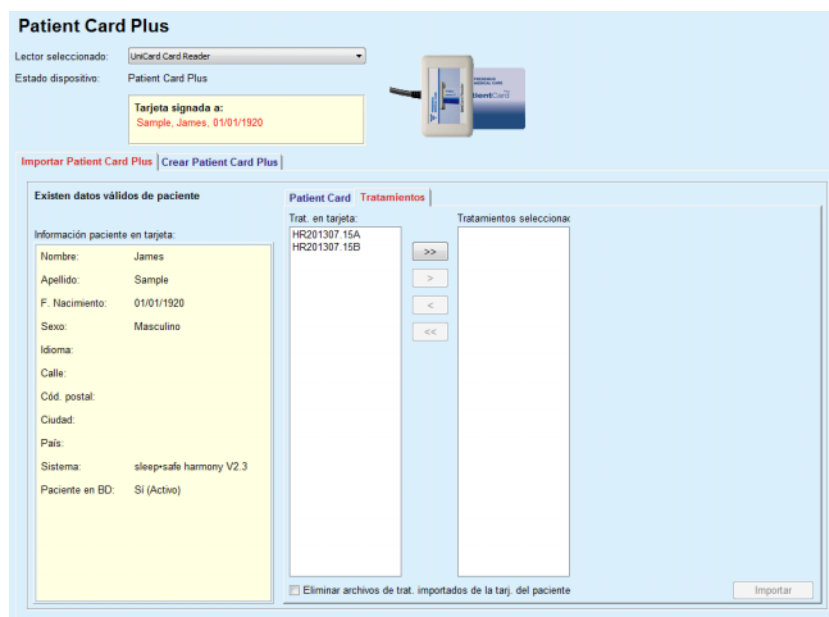 Patient Card Plus
Lector seleccionado: UniCard Card Reader
Estado dispositivo: Patient Card Plus
Tarjeta signada a:
Sample, James, 01/01/1920
Importar Patient Card Plus Crear Patient Card Plus
Existen datos válidos de paciente
Patient Card Tratamientos
Información paciente en tarjeta:
Trat. en tarjeta: Tratamientos seleccionac
Nombre: James
Apellido: Sample
F. Nacimiento: 01/01/1920
Sexo: Masculino
Idioma:
Calle:
Cód. postal:
Ciudad:
País:
Sistema: sleep•safe harmony V2.3
Paciente en BD: Sí (Activo)
HR201307.15A
HR201307.15B
>>
>
<
<<
Eliminar archivos de trat. importados de la tarj. del paciente
Importar